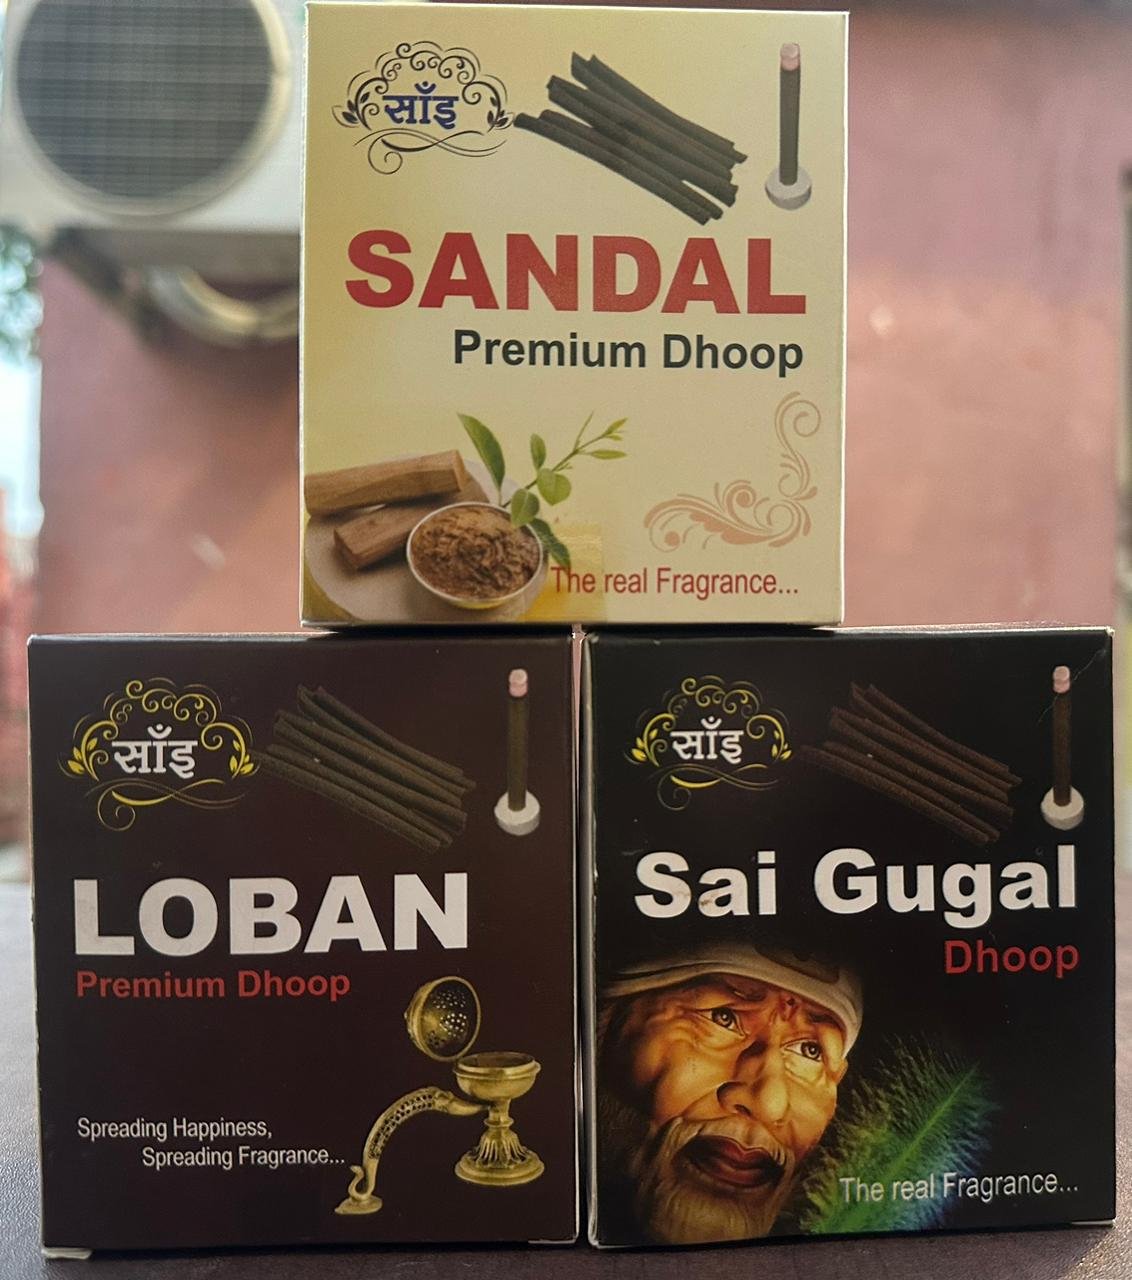 साँइ
SANDAL
Premium Dhoop
The real Fragrance...
साँइ
LOBAN
Premium Dhoop
Spreading Happiness,
Spreading Fragrance...
साँइ
Sai Gugal
Dhoop
The real Fragrance...